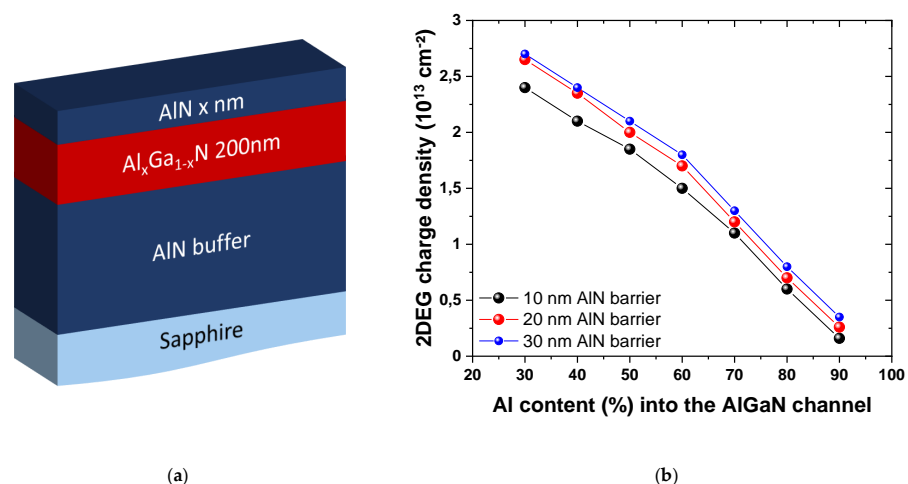 AlN x nm
AlxGa1-xN 200nm
AlN buffer
Sapphire
(a)
2DEG charge density (10¹³ cm⁻²)
3
2,5
2
1,5
1
0,5
0
10 nm AlN barrier
20 nm AlN barrier
30 nm AlN barrier
20 30 40 50 60 70 80 90 100
Al content (%) into the AlGaN channel
(b)